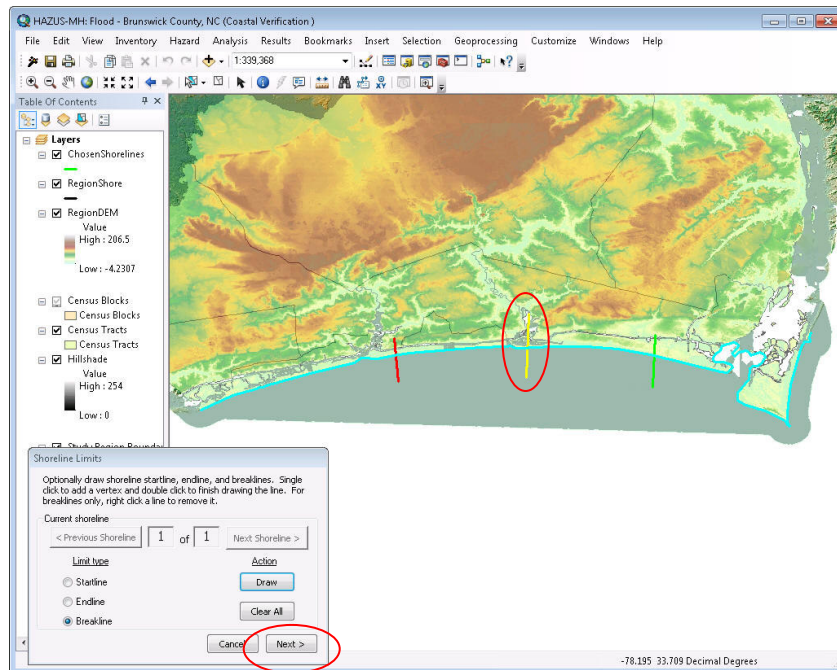 HAZUS-MH: Flood - Brunswick County, NC (Coastal Verification )
File Edit View Inventory Hazard Analysis Results Bookmarks Insert Selection Geoprocessing Customize Windows Help
1:339,368
Table Of Contents
Layers
ChosenShorelines
RegionShore
RegionDEM
Value
High : 206.5
Low : -4.2307
Census Blocks
Census Blocks
Census Tracts
Census Tracts
Hillshade
Value
High : 254
Low : 0
Shoreline Limits
Optionally draw shoreline startline, endline, and breaklines. Single
click to add a vertex and double click to finish drawing the line. For
breaklines only, right click a line to remove it.
Current shoreline
< Previous Shoreline 1 of 1 Next Shoreline >
Limit type Action
Startline Draw
Endline
Clear All
Breakline
Cancel Next >
-78.195 33.709 Decimal Degrees